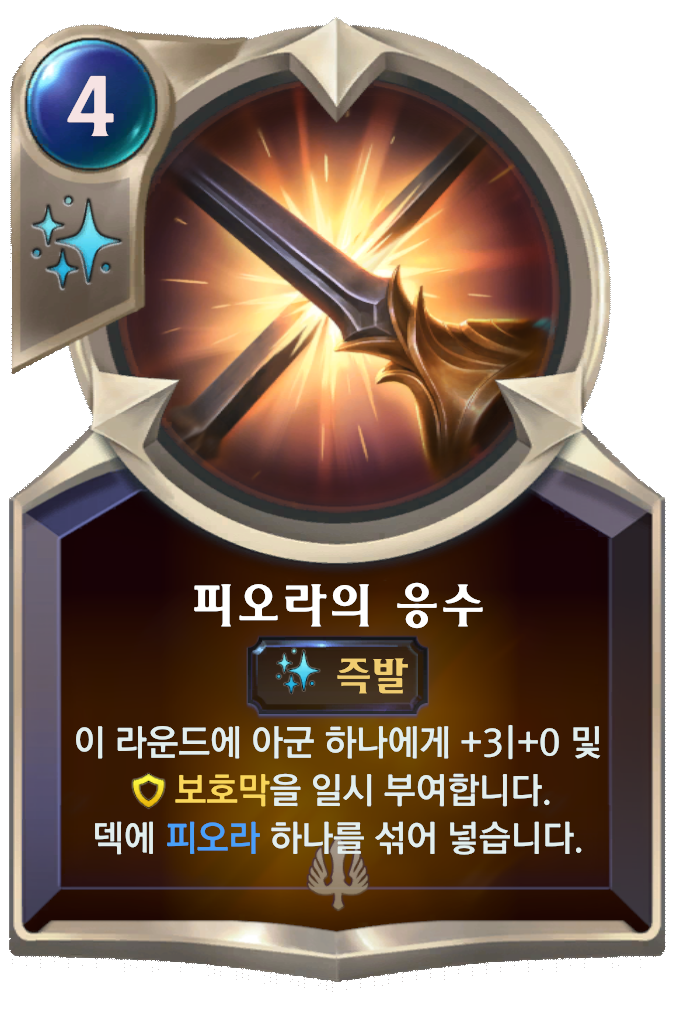 4
피오라의 응수
즉발
이 라운드에 아군 하나에게 +3|+0 및
보호막을 일시 부여합니다.
덱에 피오라 하나를 섞어 넣습니다.